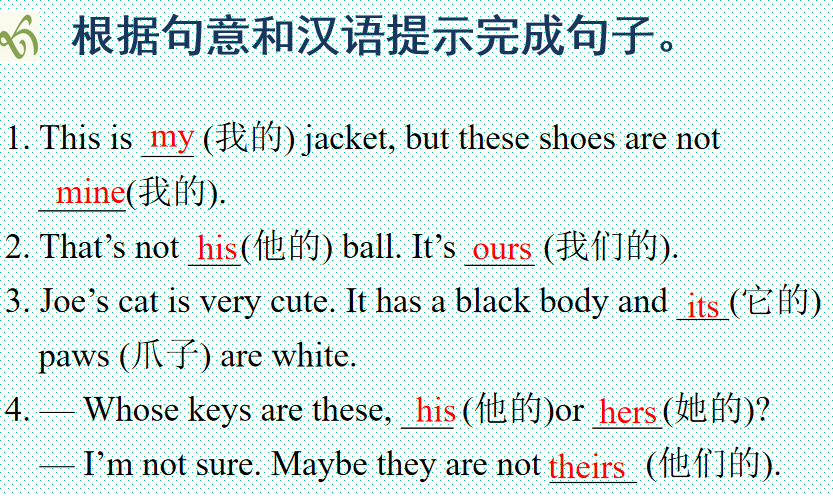 根据句意和汉语提示完成句子。
1. This is my (我的) jacket, but these shoes are not
mine(我的).
2. That’s not his(他的) ball. It’s ours (我们的).
3. Joe’s cat is very cute. It has a black body and its (它的)
paws (爪子) are white.
4. — Whose keys are these, his (他的)or hers (她的)?
— I’m not sure. Maybe they are not theirs (他们的).